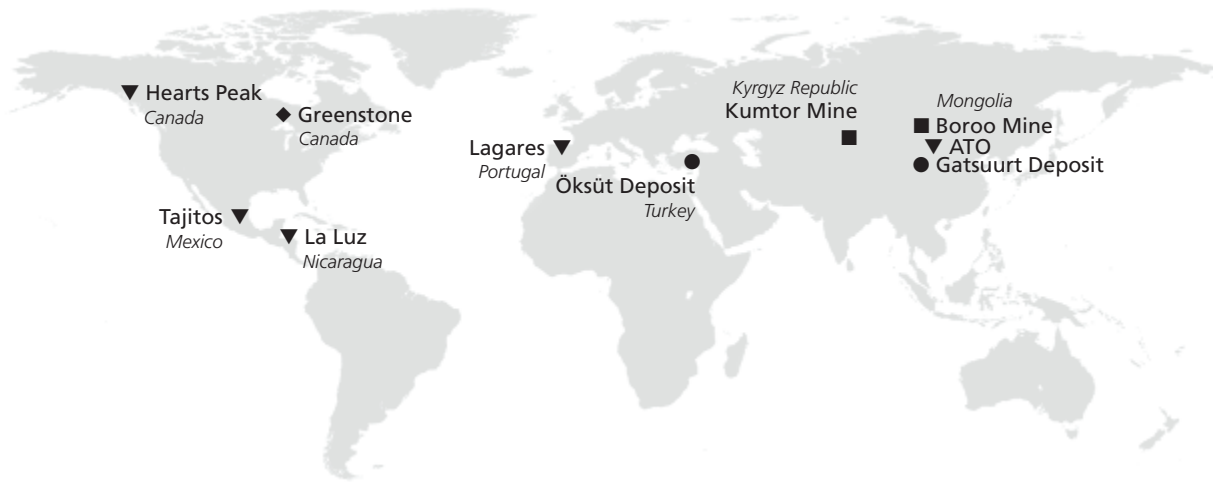 Hearts Peak
Canada
Greenstone
Canada
Tajitos
Mexico
La Luz
Nicaragua
Lagares
Portugal
Öksüt Deposit
Turkey
Kyrgyz Republic
Kumtor Mine
Mongolia
Boroo Mine
ATO
Gatsuurt Deposit